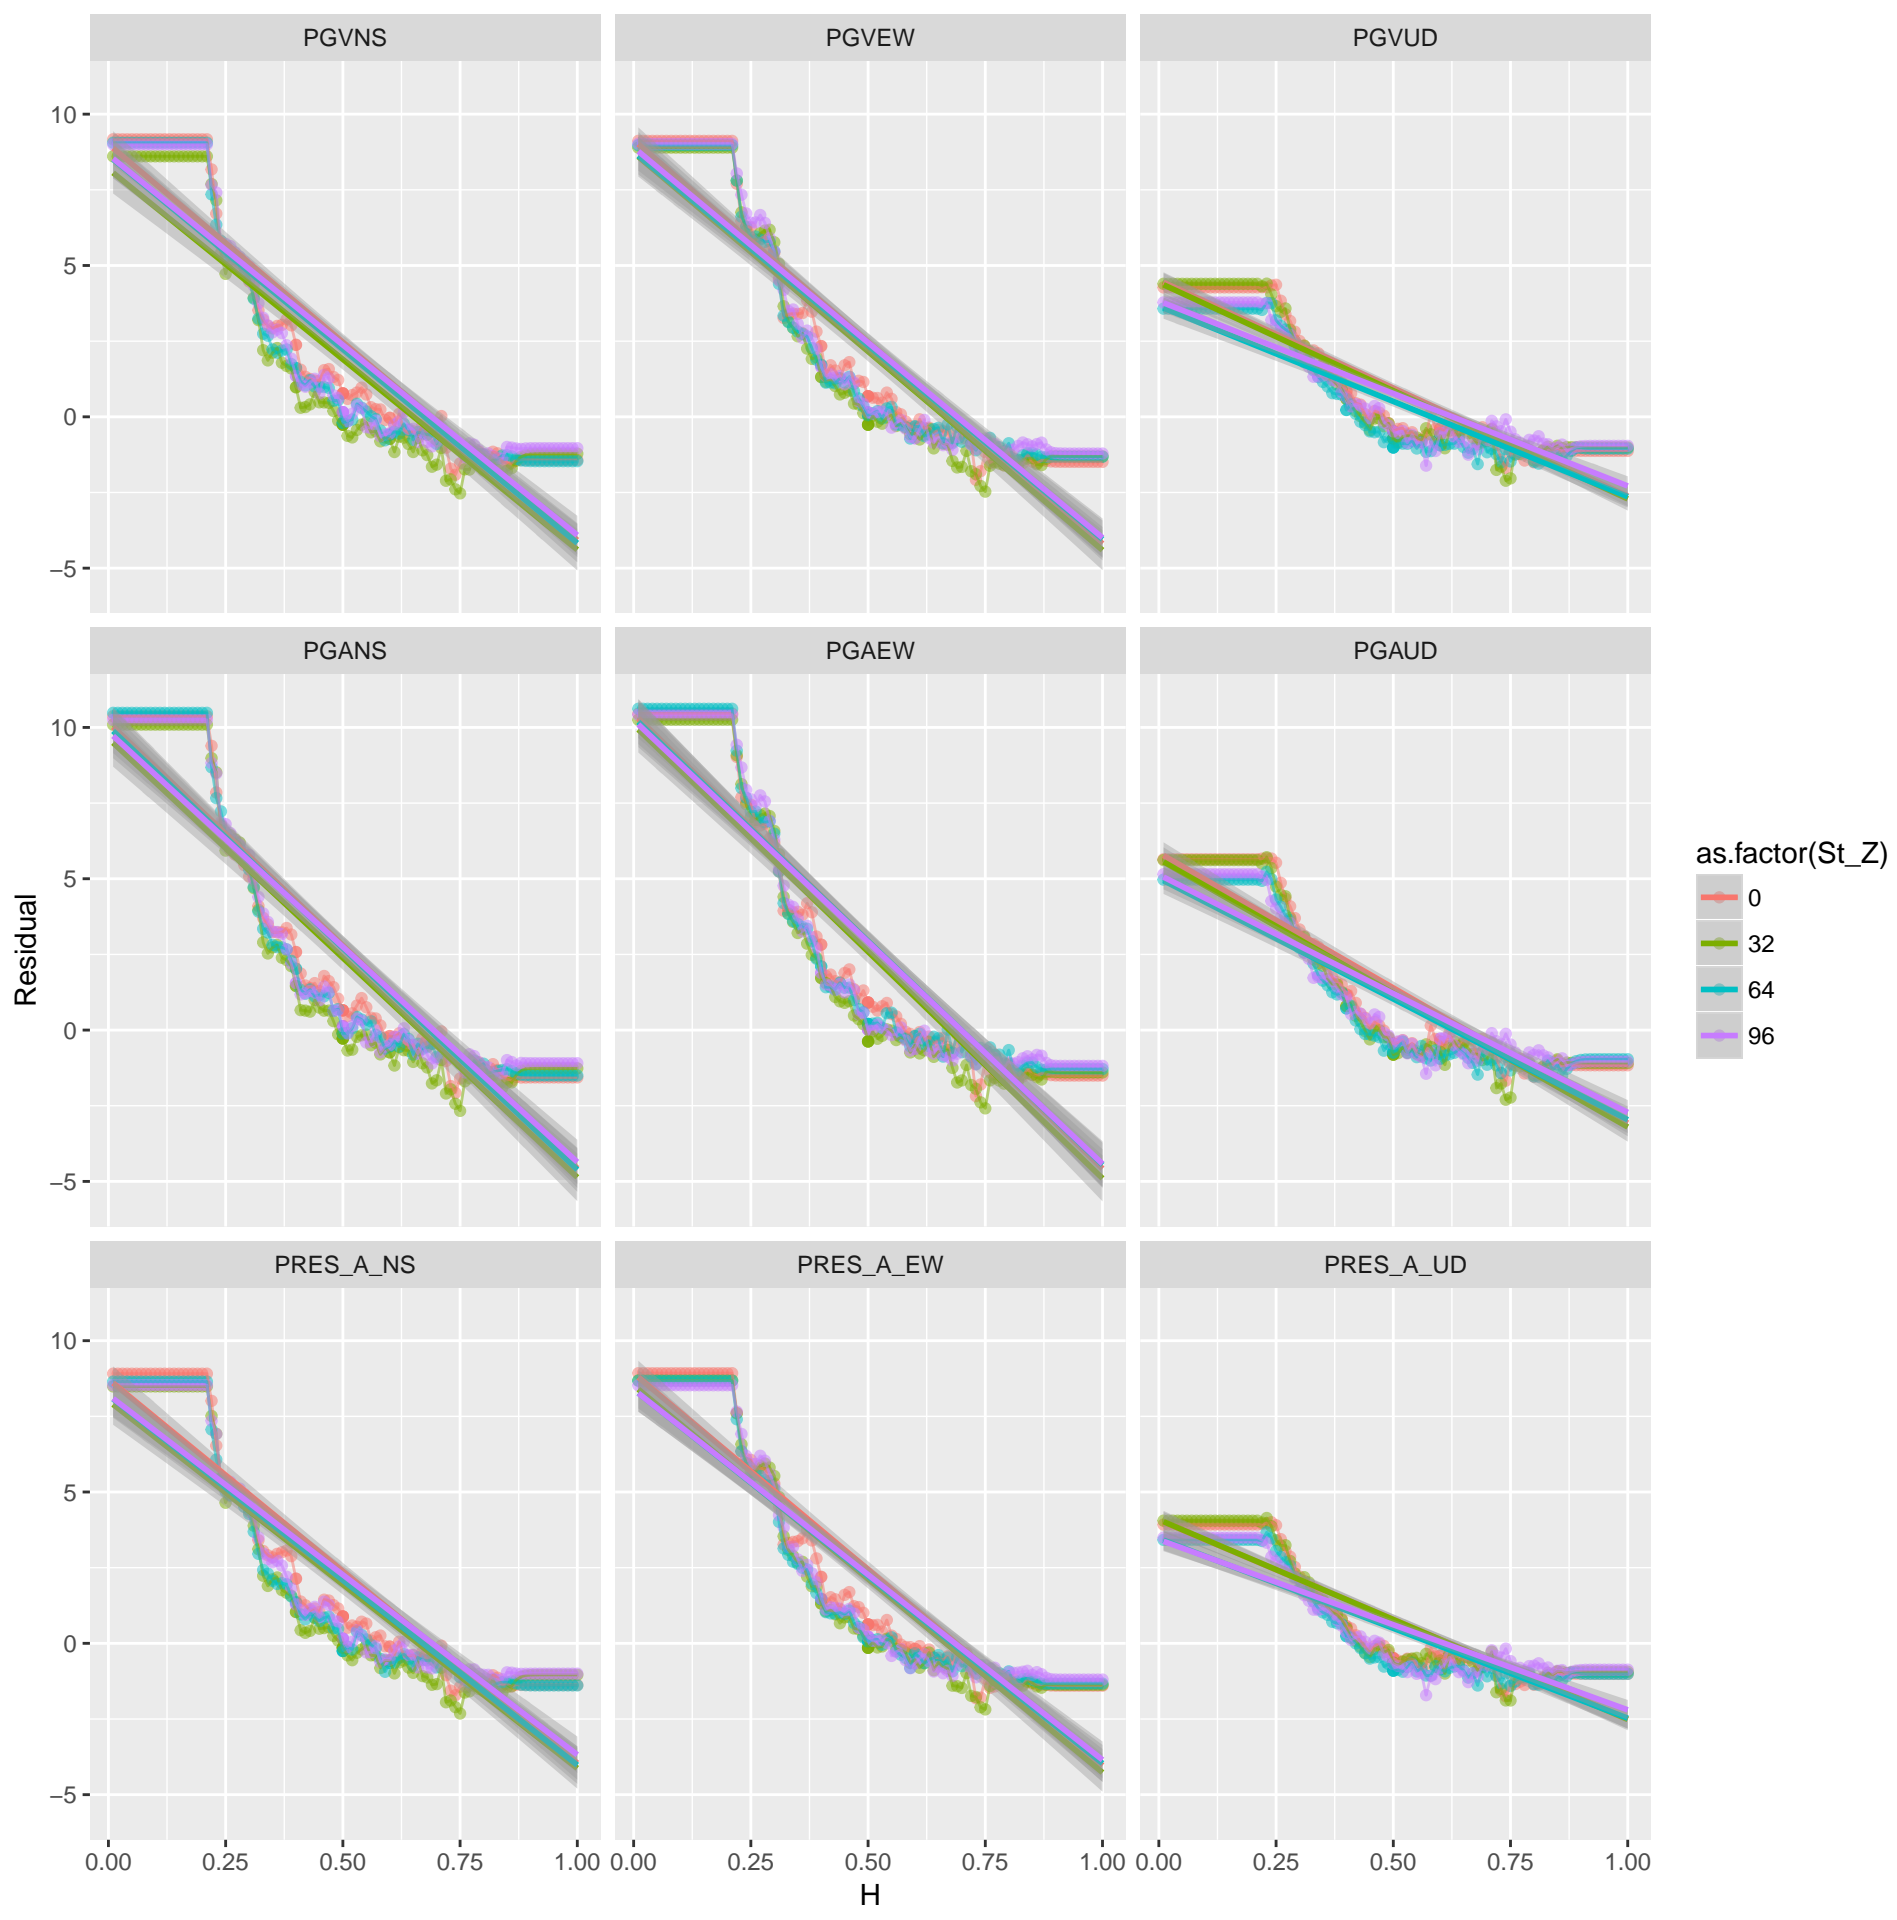 PGVNS PGVEW PGVUD
10
5
0
−5
PGANS PGAEW PGAUD
10
5
0
−5
Residual
as.factor(St_Z)
0
32
64
96
PRES_A_NS PRES_A_EW PRES_A_UD
10
5
0
−5
0.00 0.25 0.50 0.75 1.00 0.00 0.25 0.50 0.75 1.00 0.00 0.25 0.50 0.75 1.00
H